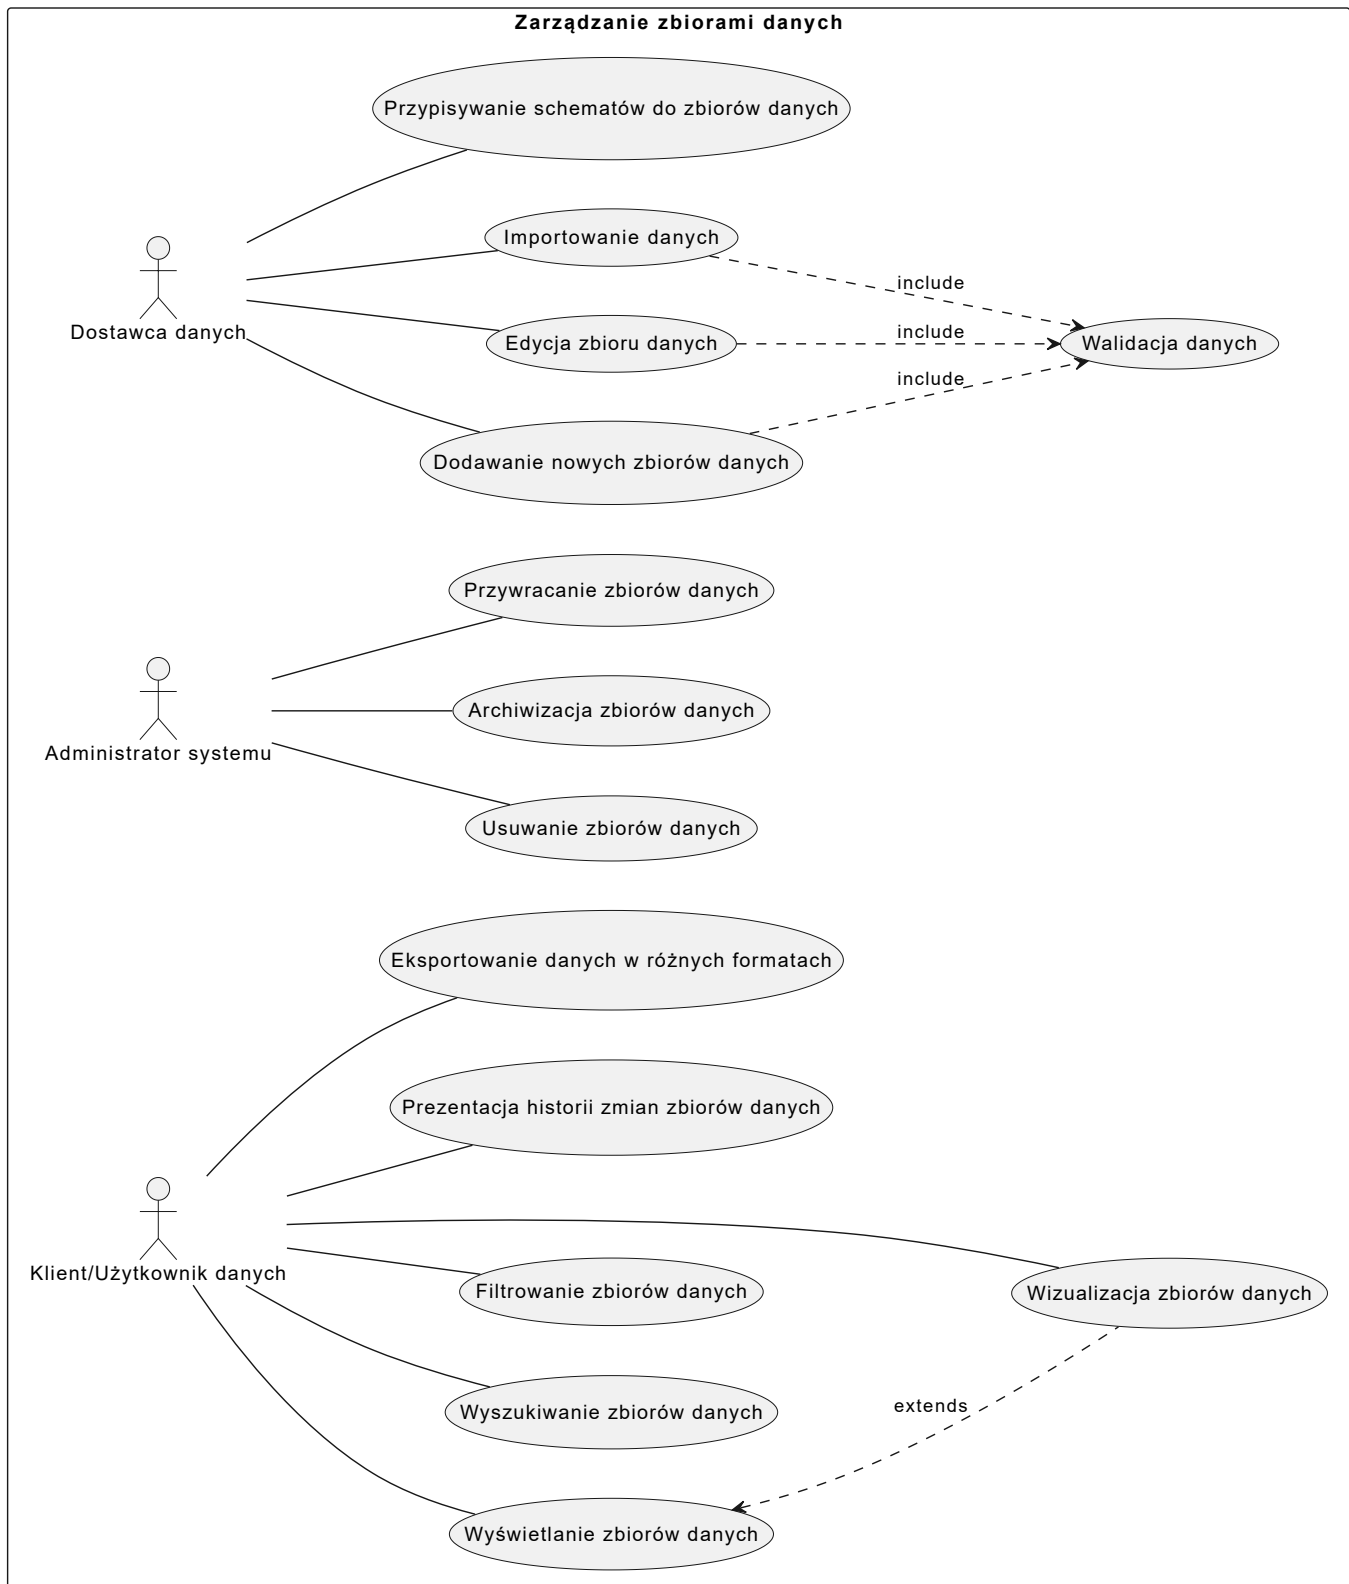 Zarządzanie zbiorami danych
Przypisywanie schematów do zbiorów danych
Importowanie danych
include
Dostawca danych
Edycja zbioru danych
include
Walidacja danych
include
Dodawanie nowych zbiorów danych
Przywracanie zbiorów danych
Archiwizacja zbiorów danych
Administrator systemu
Usuwanie zbiorów danych
Eksportowanie danych w różnych formatach
Prezentacja historii zmian zbiorów danych
Klient/Użytkownik danych
Filtrowanie zbiorów danych
Wizualizacja zbiorów danych
extends
Wyszukiwanie zbiorów danych
Wyświetlanie zbiorów danych